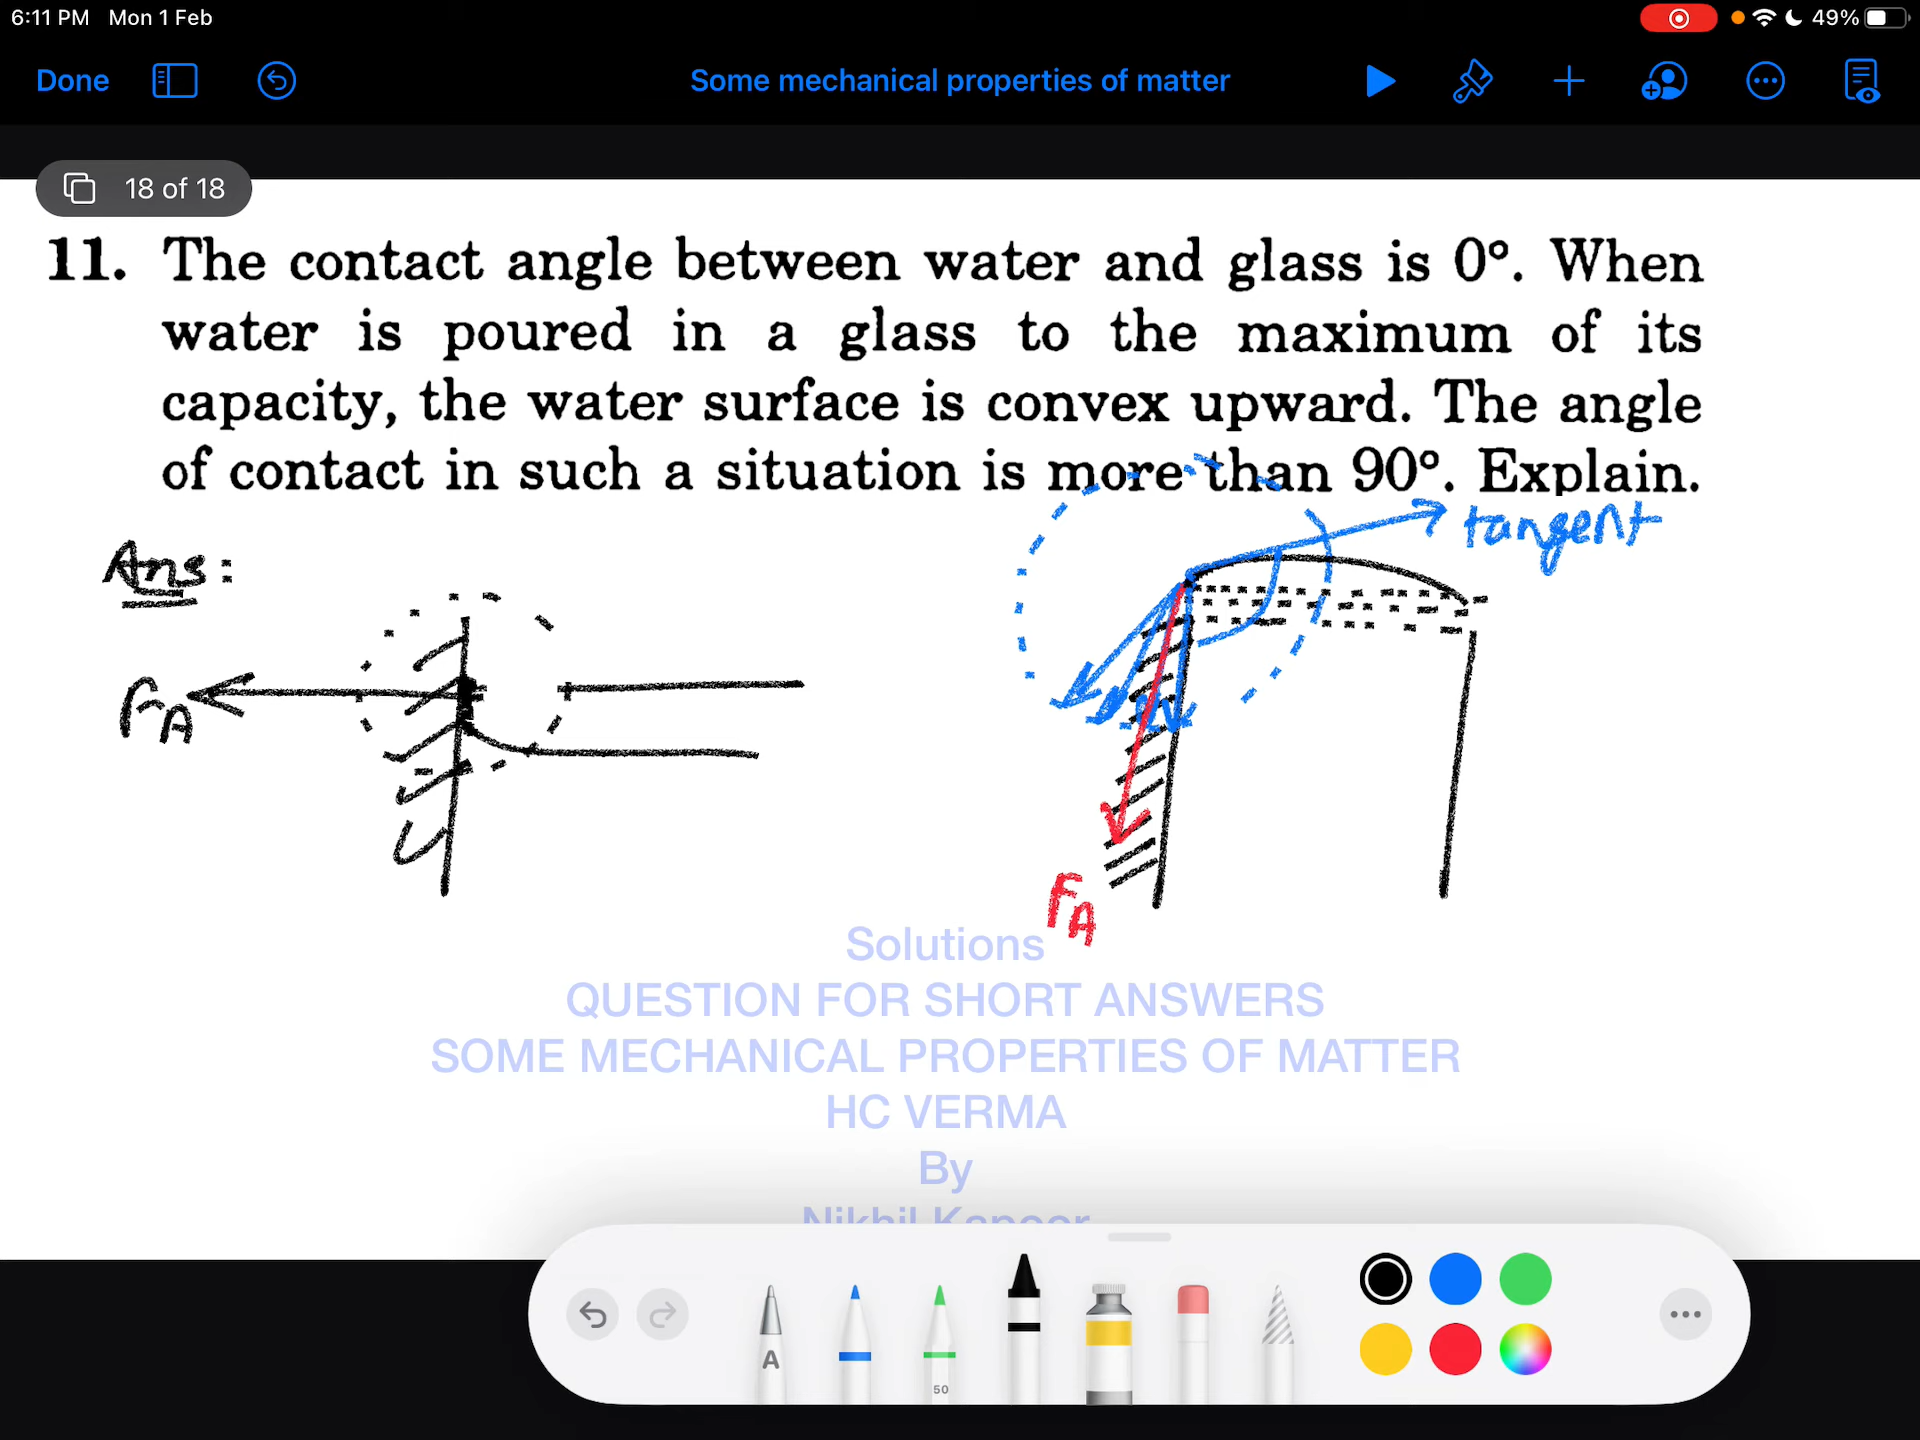 6:11 PM Mon 1 Feb
49%
Done
Some mechanical properties of matter
18 of 18
11. The contact angle between water and glass is 0°. When
water is poured in a glass to the maximum of its
capacity, the water surface is convex upward. The angle
of contact in such a situation is more than 90°. Explain.
tangent
Ans:
FA
FA
Solutions
QUESTION FOR SHORT ANSWERS
SOME MECHANICAL PROPERTIES OF MATTER
HC VERMA
By
Nikhil Kapoor
A
50